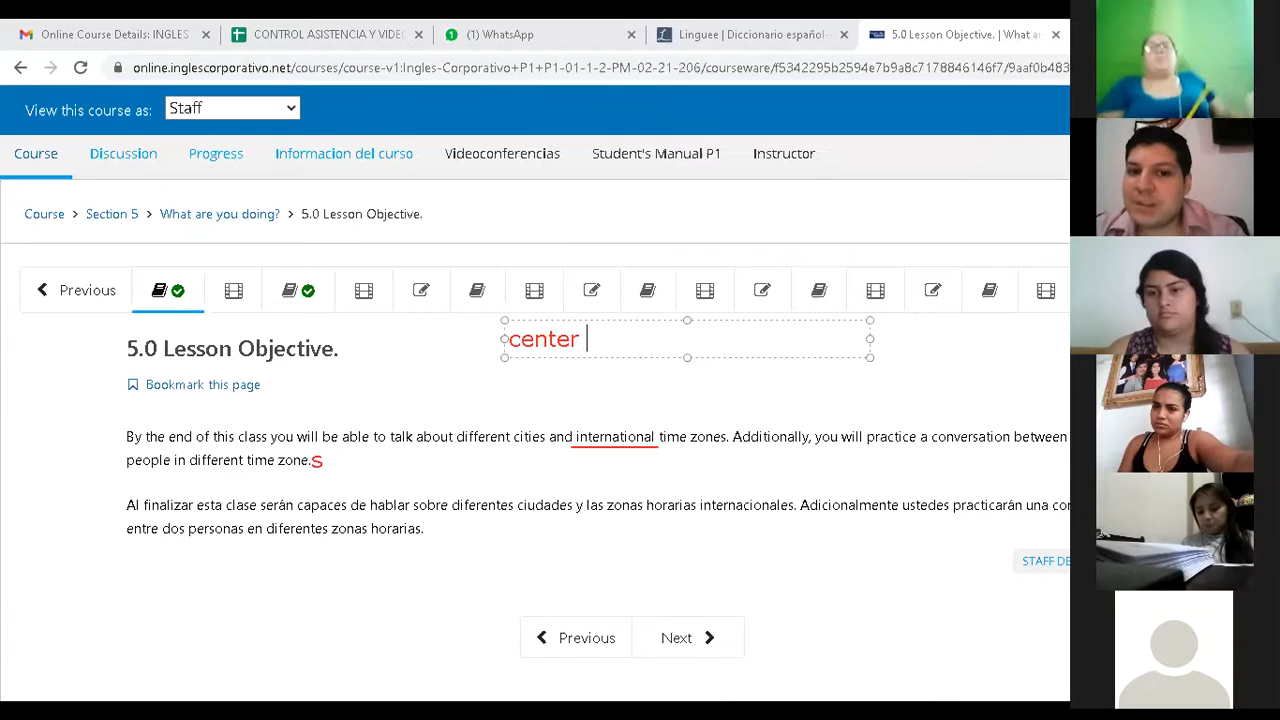 Online Course Details: INGLES
CONTROL ASISTENCIA Y VIDEO
(1) WhatsApp
Linguee | Diccionario español-
5.0 Lesson Objective. | What ar
online.inglescorporativo.net/courses/course-v1:Ingles-Corporativo+P1+P1-01-1-2-PM-02-21-206/courseware/f5342295b2594e7b9a8c7178846146f7/9aaf0b483
View this course as: Staff
Course Discussion Progress Informacion del curso Videoconferencias Student's Manual P1 Instructor
Course > Section 5 > What are you doing? > 5.0 Lesson Objective.
Previous
center
5.0 Lesson Objective.
Bookmark this page
By the end of this class you will be able to talk about different cities and international time zones. Additionally, you will practice a conversation between
people in different time zone.s
Al finalizar esta clase serán capaces de hablar sobre diferentes ciudades y las zonas horarias internacionales. Adicionalmente ustedes practicarán una con
entre dos personas en diferentes zonas horarias.
STAFF DE
Previous Next